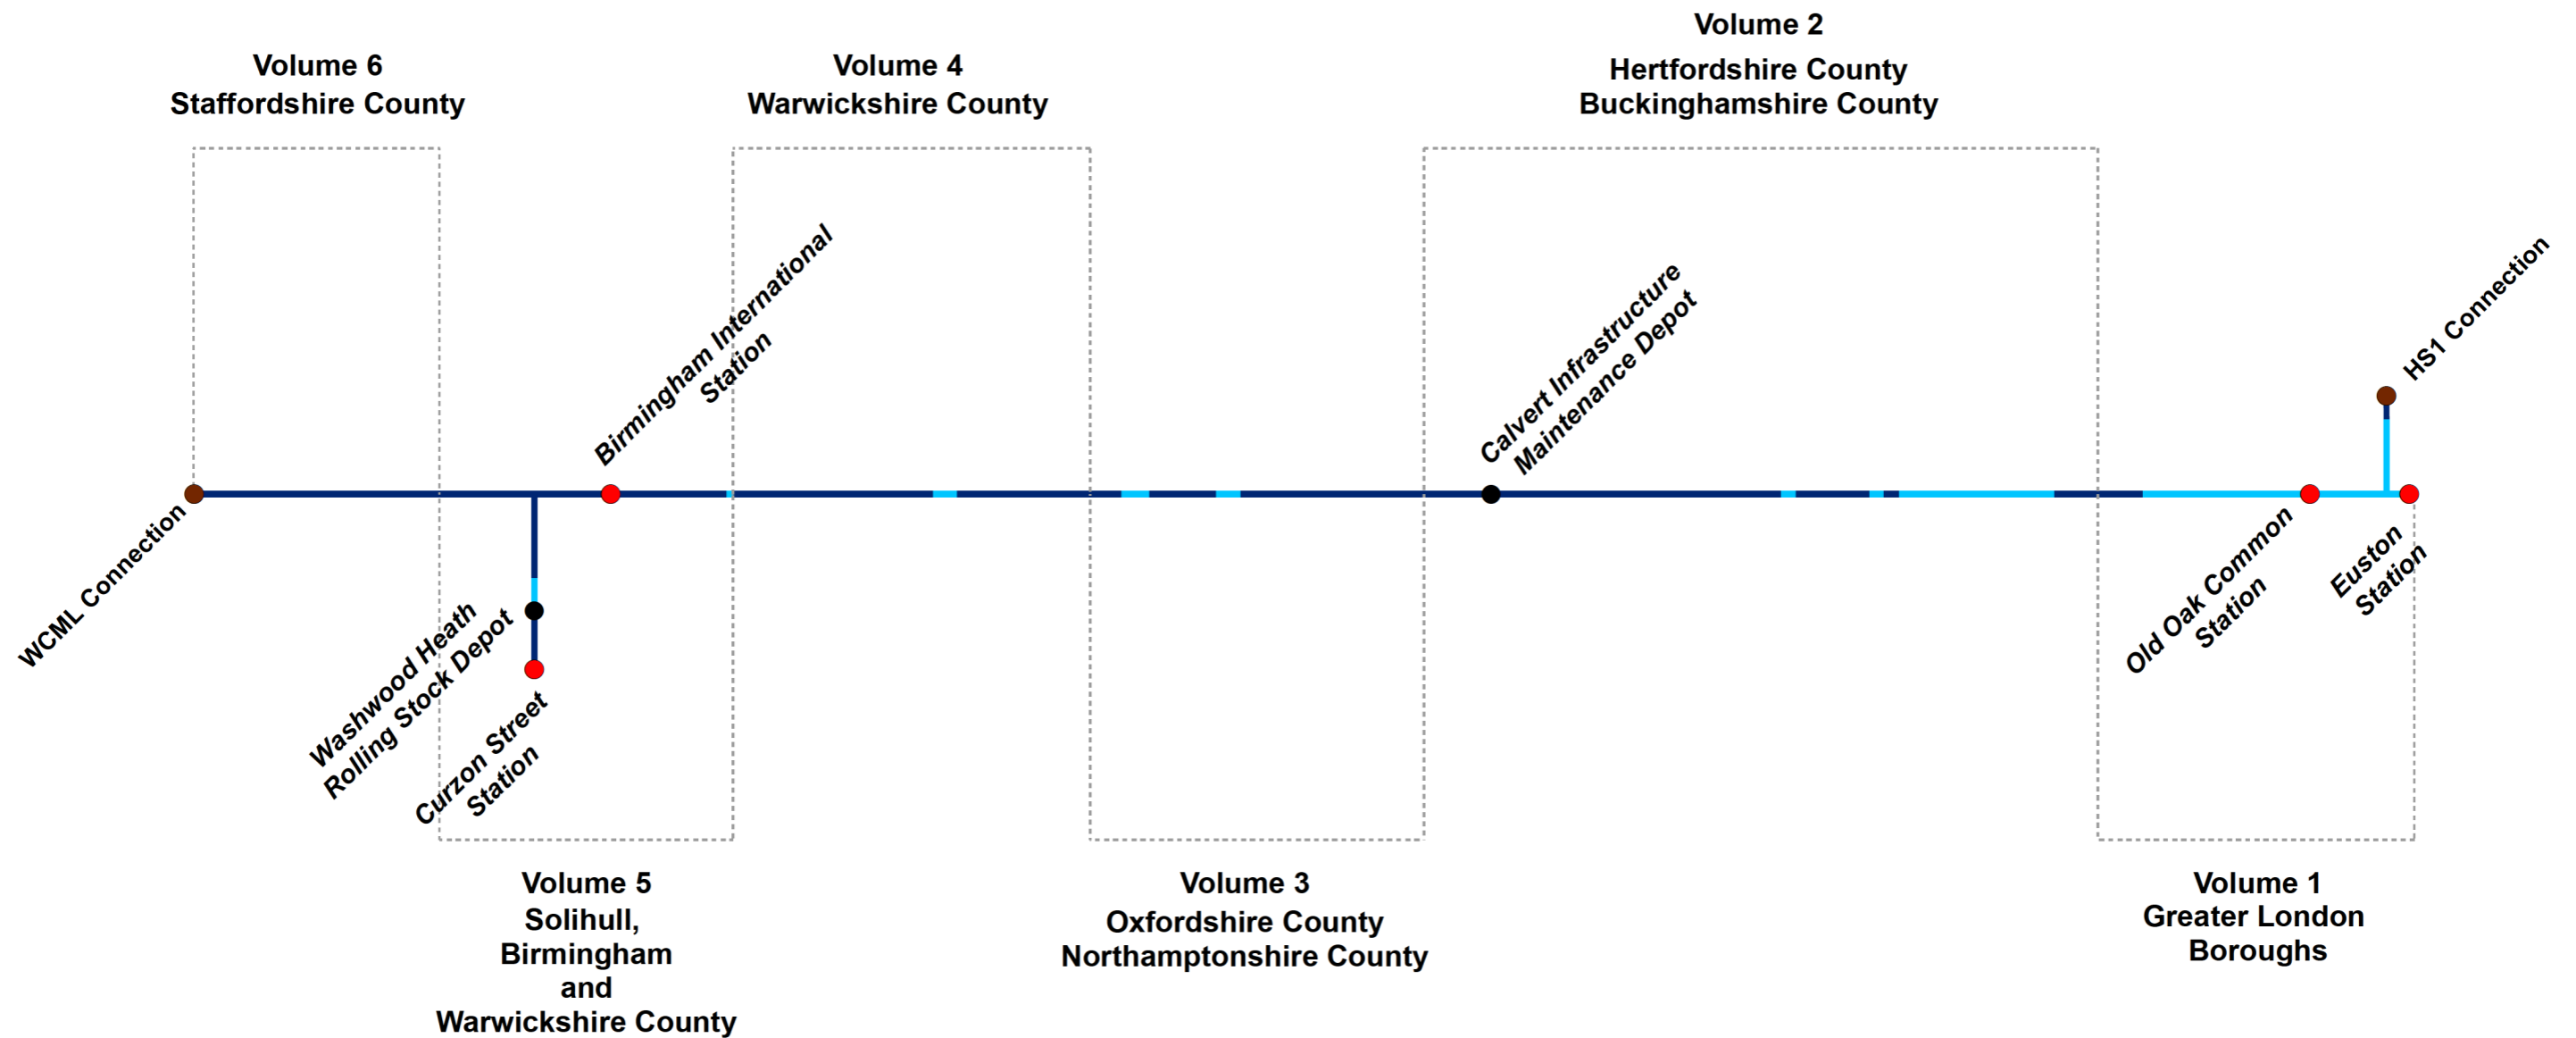 Volume 6
Staffordshire County
Volume 4
Warwickshire County
Volume 2
Hertfordshire County
Buckinghamshire County
WCML Connection
Birmingham International
Station
Calvert Infrastructure
Maintenance Depot
HS1 Connection
Washwood Heath
Rolling Stock Depot
Curzon Street
Station
Old Oak Common
Station
Euston
Station
Volume 5
Solihull,
Birmingham
and
Warwickshire County
Volume 3
Oxfordshire County
Northamptonshire County
Volume 1
Greater London
Boroughs